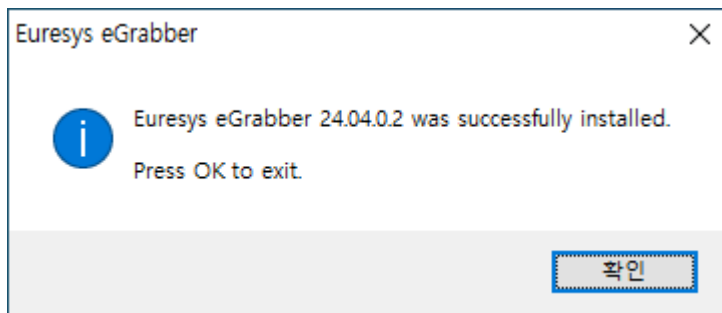 Euresys eGrabber
Euresys eGrabber 24.04.0.2 was successfully installed.
Press OK to exit.
확인